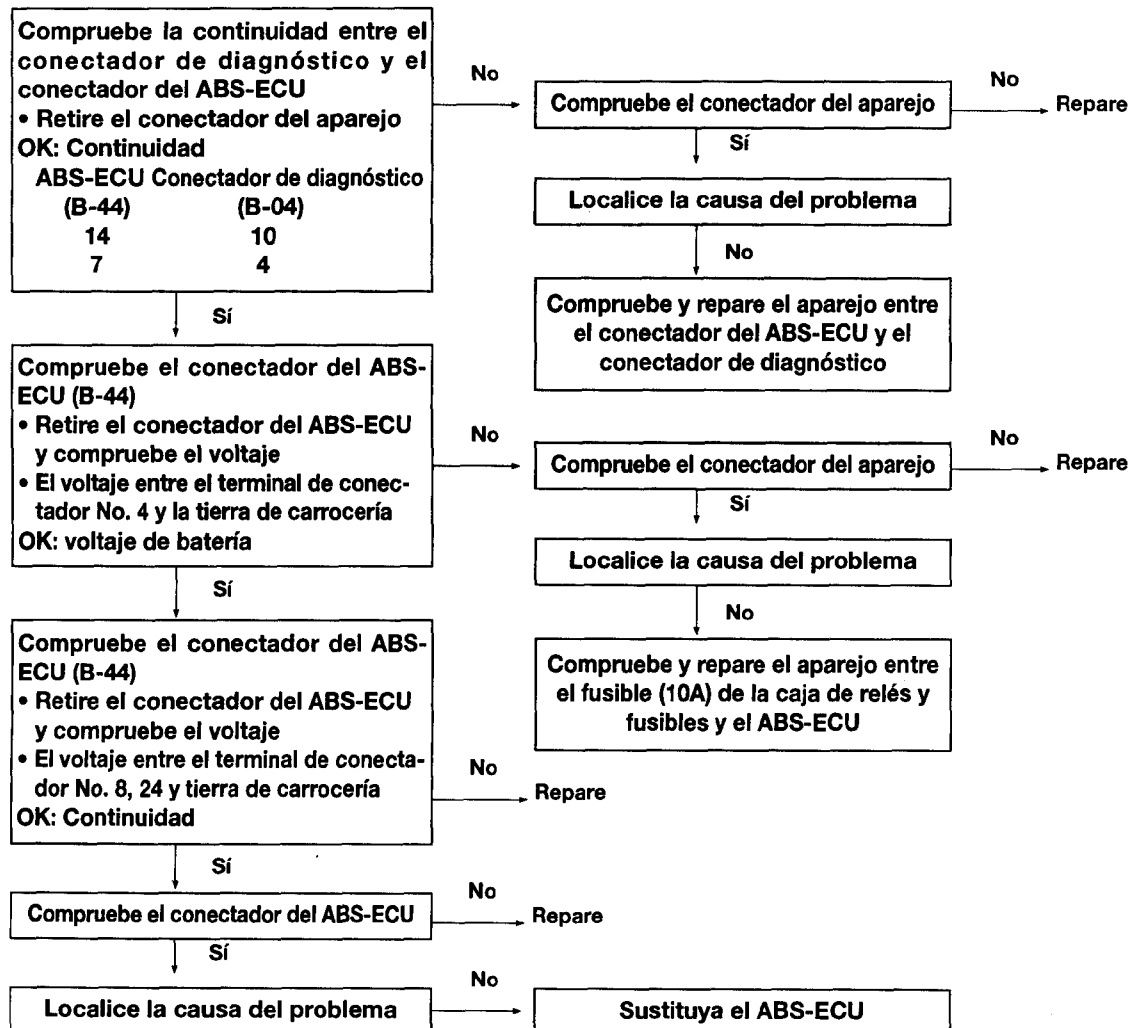 Compruebe la continuidad entre el
conectador de diagnóstico y el
conectador del ABS-ECU
• Retire el conectador del aparejo
OK: Continuidad
ABS-ECU Conectador de diagnóstico
(B-44) (B-04)
14 10
7 4
No
Compruebe el conectador del aparejo
No
Repare
Sí
Localice la causa del problema
No
Compruebe y repare el aparejo entre
el conectador del ABS-ECU y el
conectador de diagnóstico
Sí
Compruebe el conectador del ABS-
ECU (B-44)
• Retire el conectador del ABS-ECU
y compruebe el voltaje
• El voltaje entre el terminal de conec-
tador No. 4 y la tierra de carrocería
OK: voltaje de batería
No
Compruebe el conectador del aparejo
No
Repare
Sí
Localice la causa del problema
No
Compruebe y repare el aparejo entre
el fusible (10A) de la caja de relés y
fusibles y el ABS-ECU
Sí
Compruebe el conectador del ABS-
ECU (B-44)
• Retire el conectador del ABS-ECU
y compruebe el voltaje
• El voltaje entre el terminal de conecta-
dor No. 8, 24 y tierra de carrocería
OK: Continuidad
No
Repare
Sí
Compruebe el conectador del ABS-ECU
No
Repare
Sí
Localice la causa del problema
No
Sustituya el ABS-ECU